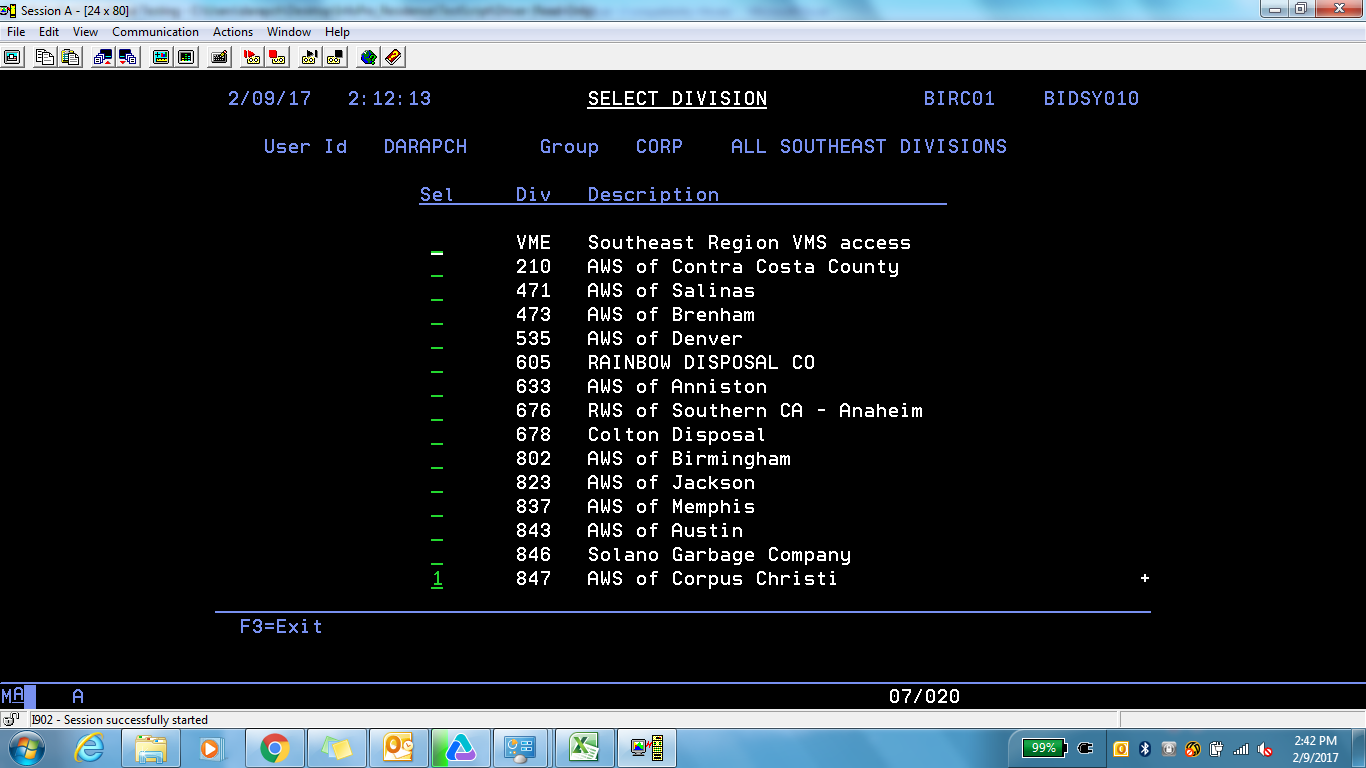 Session A - [24 x 80]
File Edit View Communication Actions Window Help
2/09/17 2:12:13 SELECT DIVISION BIRC01 BIDSY010
User Id DARAPCH Group CORP ALL SOUTHEAST DIVISIONS
Sel Div Description
_ VME Southeast Region VMS access
_ 210 AWS of Contra Costa County
_ 471 AWS of Salinas
_ 473 AWS of Brenham
_ 535 AWS of Denver
_ 605 RAINBOW DISPOSAL CO
_ 633 AWS of Anniston
_ 676 RWS of Southern CA - Anaheim
_ 678 Colton Disposal
_ 802 AWS of Birmingham
_ 823 AWS of Jackson
_ 837 AWS of Memphis
_ 843 AWS of Austin
_ 846 Solano Garbage Company
1 847 AWS of Corpus Christi +
F3=Exit
MA A 07/020
I902 - Session successfully started
99% 2:42 PM
2/9/2017